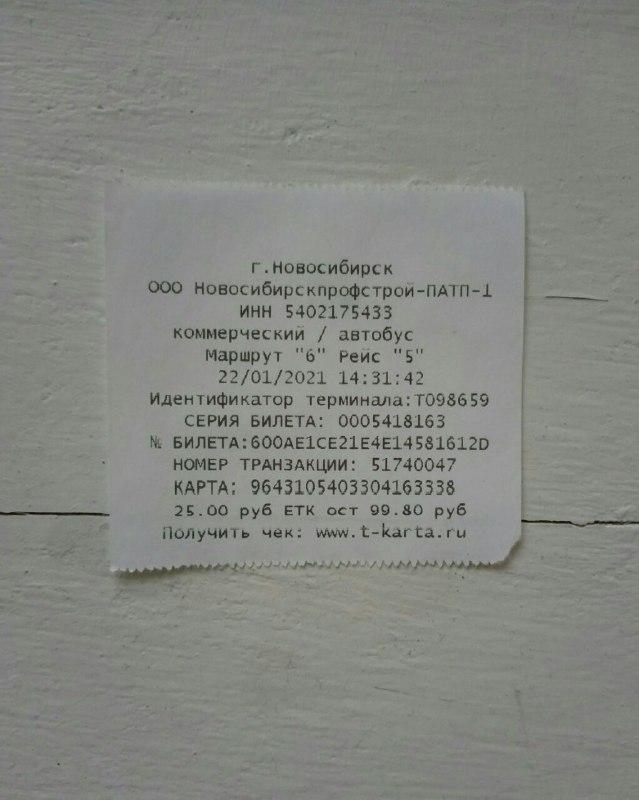 г.Новосибирск
ООО Новосибирскпрофстрой-ПАТП-1
ИНН 5402175433
коммерческий / автобус
Маршрут "6" Рейс "5"
22/01/2021 14:31:42
Идентификатор терминала:T098659
СЕРИЯ БИЛЕТА: 0005418163
№ БИЛЕТА:600AE1CE21E4E14581612D
НОМЕР ТРАНЗАКЦИИ: 51740047
КАРТА: 9643105403304163338
25.00 руб ЕТК ост 99.80 руб
Получить чек: www.t-karta.ru